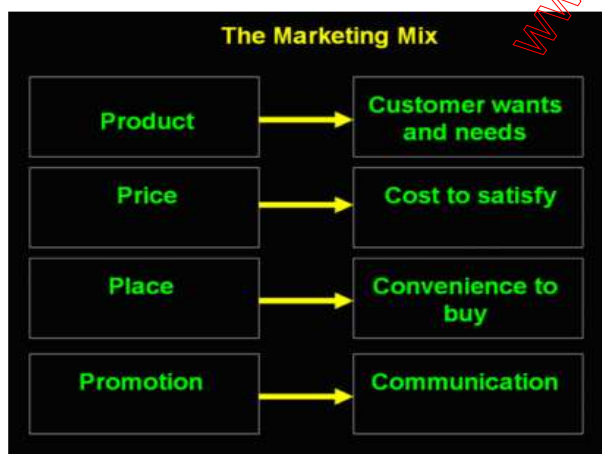 The Marketing Mix
Product
Customer wants
and needs
Price
Cost to satisfy
Place
Convenience to
buy
Promotion
Communication